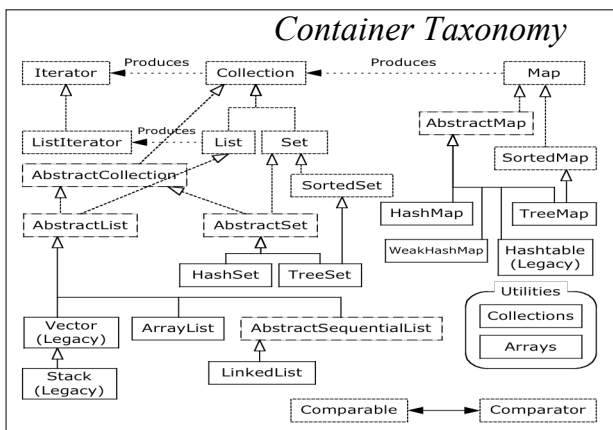 Container Taxonomy
Iterator
Produces
Collection
Produces
Map
ListIterator
Produces
List
Set
AbstractMap
AbstractCollection
SortedSet
SortedMap
AbstractList
AbstractSet
HashMap
TreeMap
HashSet
TreeSet
WeakHashMap
Hashtable
(Legacy)
Utilities
Collections
Arrays
Vector
(Legacy)
ArrayList
AbstractSequentialList
Stack
(Legacy)
LinkedList
Comparable
Comparator